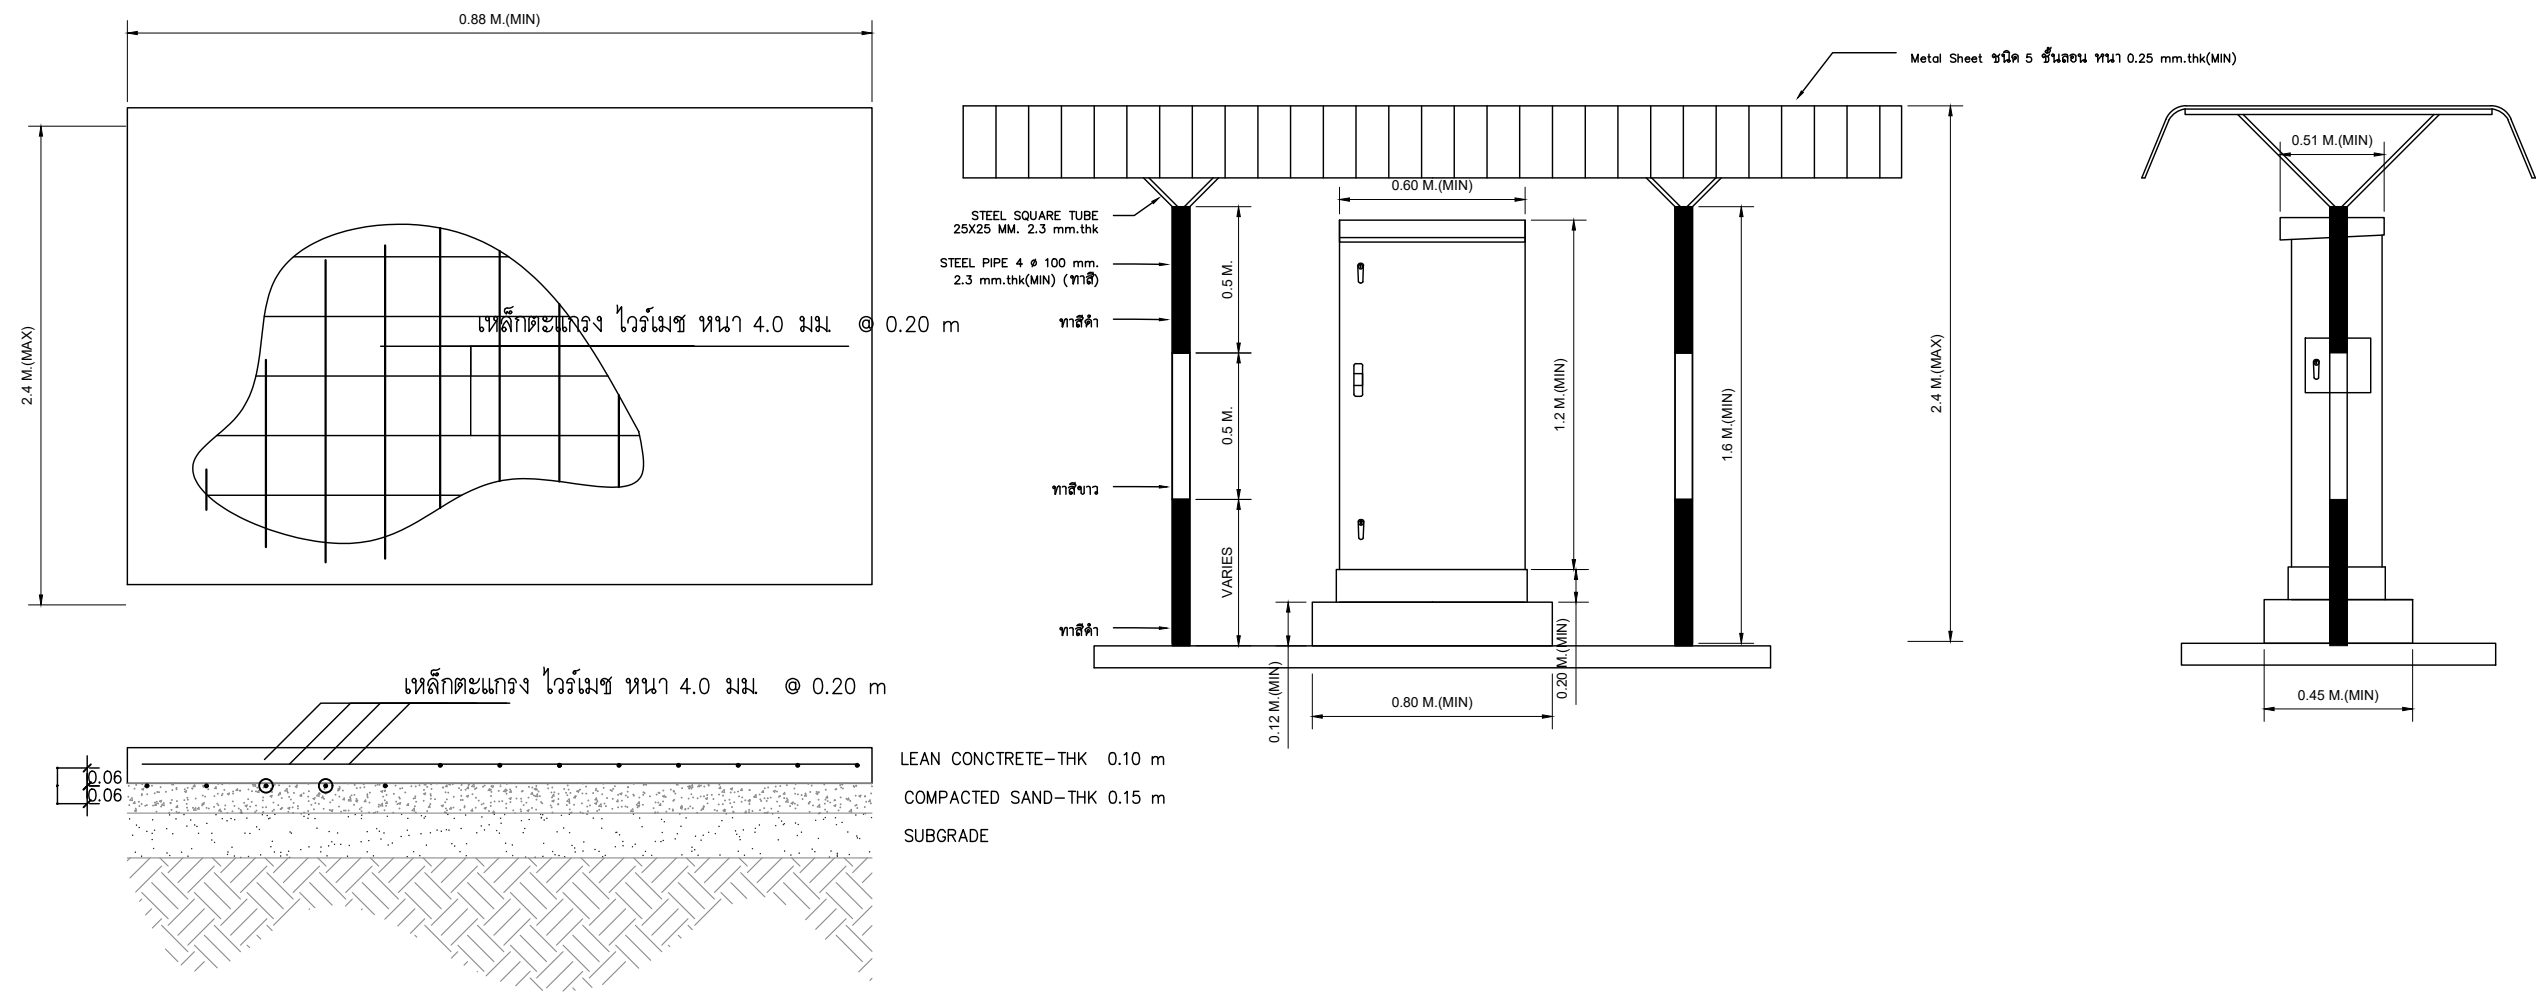 0.88 M.(MIN)
2.4 M.(MAX)
เหล็กตะแกรง ไวร์เมช หนา 4.0 มม. @ 0.20 m
เหล็กตะแกรง ไวร์เมช หนา 4.0 มม. @ 0.20 m
0.06
0.06
LEAN CONCTRETE-THK 0.10 m
COMPACTED SAND-THK 0.15 m
SUBGRADE
Metal Sheet ชนิด 5 ชั้นลอน หนา 0.25 mm.thk(MIN)
STEEL SQUARE TUBE
25X25 MM. 2.3 mm.thk
STEEL PIPE 4 ø 100 mm.
2.3 mm.thk(MIN) (ทาสี)
ทาสีดำ
ทาสีขาว
ทาสีดำ
0.5 M.
0.5 M.
VARIES
0.60 M.(MIN)
1.2 M.(MIN)
1.6 M.(MIN)
2.4 M.(MAX)
0.12 M.(MIN)
0.80 M.(MIN)
0.20 M.(MIN)
0.51 M.(MIN)
0.45 M.(MIN)